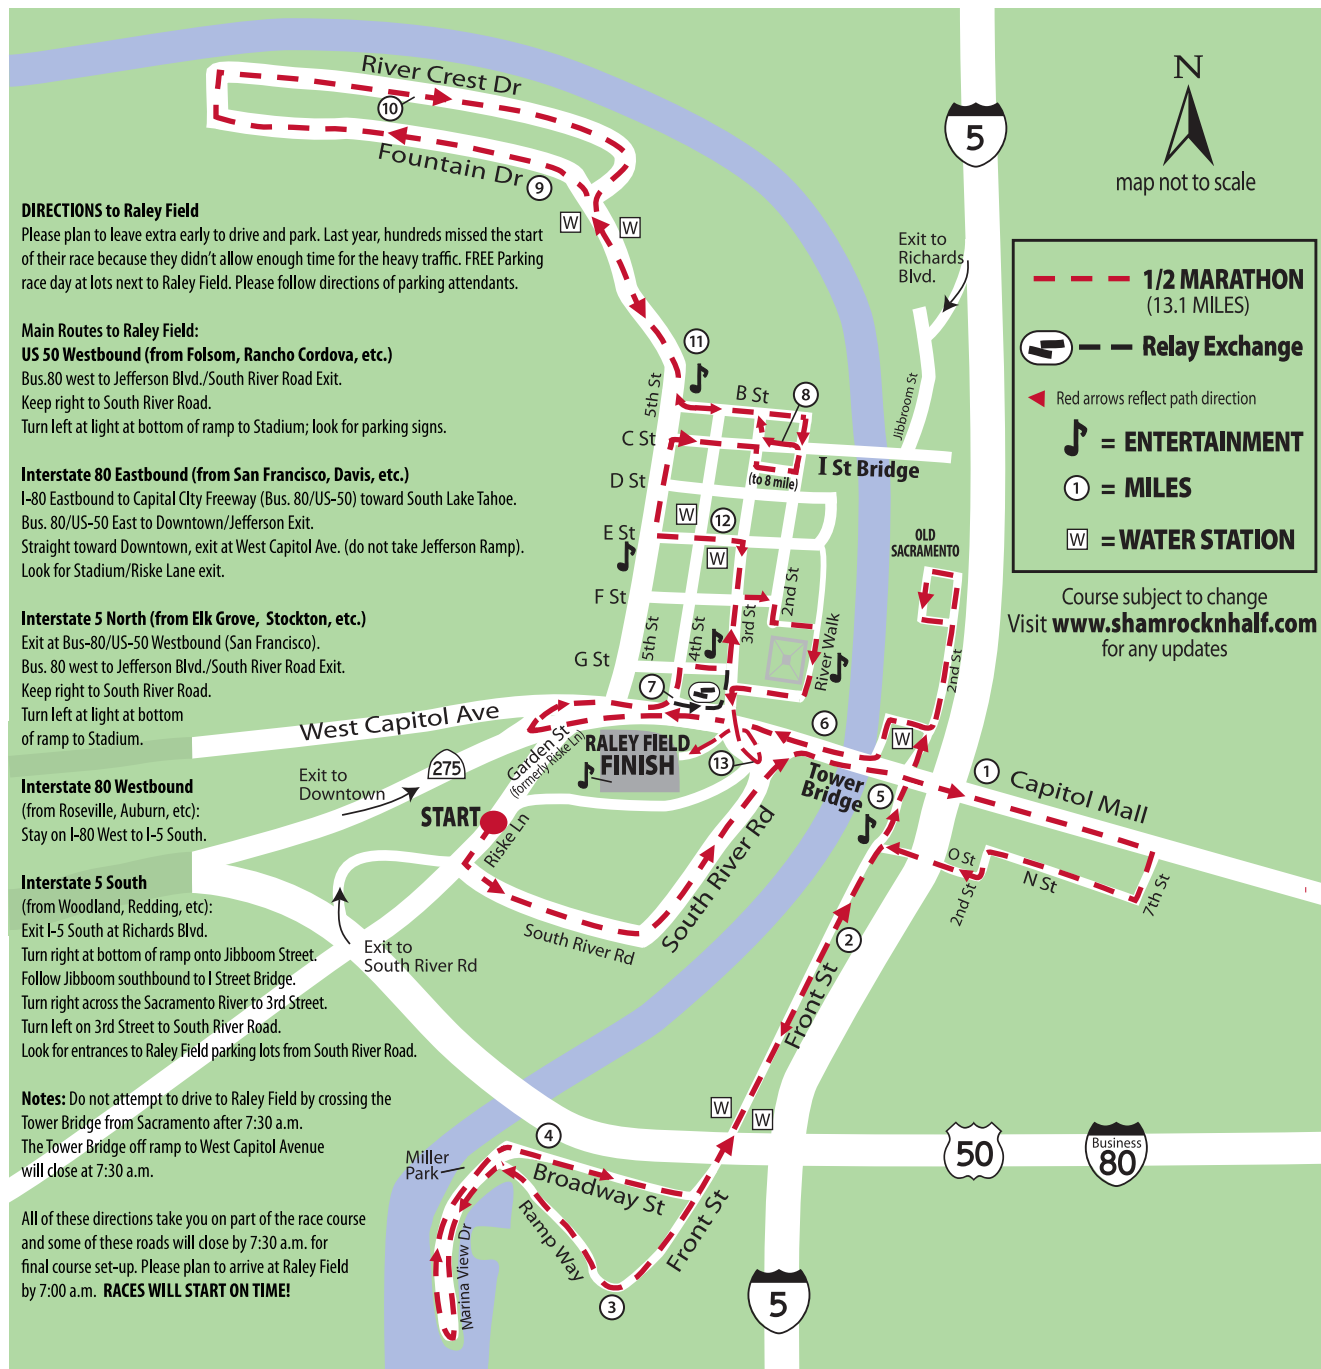 River Crest Dr
10
Fountain Dr
9
W
W
5
N
map not to scale
DIRECTIONS to Raley Field
Please plan to leave extra early to drive and park. Last year, hundreds missed the start
of their race because they didn't allow enough time for the heavy traffic. FREE Parking
race day at lots next to Raley Field. Please follow directions of parking attendants.
Main Routes to Raley Field:
US 50 Westbound (from Folsom, Rancho Cordova, etc.)
Bus.80 west to Jefferson Blvd./South River Road Exit.
Keep right to South River Road.
Turn left at light at bottom of ramp to Stadium; look for parking signs.
Interstate 80 Eastbound (from San Francisco, Davis, etc.)
I-80 Eastbound to Capital CIty Freeway (Bus. 80/US-50) toward South Lake Tahoe.
Bus. 80/US-50 East to Downtown/Jefferson Exit.
Straight toward Downtown, exit at West Capitol Ave. (do not take Jefferson Ramp).
Look for Stadium/Riske Lane exit.
Interstate 5 North (from Elk Grove, Stockton, etc.)
Exit at Bus-80/US-50 Westbound (San Francisco).
Bus. 80 west to Jefferson Blvd./South River Road Exit.
Keep right to South River Road.
Turn left at light at bottom
of ramp to Stadium.
Interstate 80 Westbound
(from Roseville, Auburn, etc):
Stay on I-80 West to I-5 South.
Interstate 5 South
(from Woodland, Redding, etc):
Exit I-5 South at Richards Blvd.
Turn right at bottom of ramp onto Jibboom Street.
Follow Jibboom southbound to I Street Bridge.
Turn right across the Sacramento River to 3rd Street.
Turn left on 3rd Street to South River Road.
Look for entrances to Raley Field parking lots from South River Road.
Notes: Do not attempt to drive to Raley Field by crossing the
Tower Bridge from Sacramento after 7:30 a.m.
The Tower Bridge off ramp to West Capitol Avenue
will close at 7:30 a.m.
All of these directions take you on part of the race course
and some of these roads will close by 7:30 a.m. for
final course set-up. Please plan to arrive at Raley Field
by 7:00 a.m. RACES WILL START ON TIME!
Exit to
Richards
Blvd.
1/2 MARATHON
(13.1 MILES)
Relay Exchange
Red arrows reflect path direction
= ENTERTAINMENT
1 = MILES
W = WATER STATION
Course subject to change
Visit www.shamrocknhalf.com
for any updates
11
5th St
B St
8
Jibbroom St
C St
I St Bridge
(to 8 mile)
D St
W
12
E St
W
OLD
SACRAMENTO
F St
2nd St
3rd St
4th St
5th St
G St
River Walk
2nd St
7
6
W
West Capitol Ave
Garden St
(formerly Riske Ln)
RALEY FIELD
FINISH
13
275
Exit to
Downtown
Tower
Bridge
5
1
Capitol Mall
START
Riske Ln
South River Rd
South River Rd
O St
2nd St
N St
7th St
Exit to
South River Rd
2
Front St
W
W
4
Miller
Park
Broadway St
Ramp Way
Front St
Marina View Dr
3
50
Business
80
5